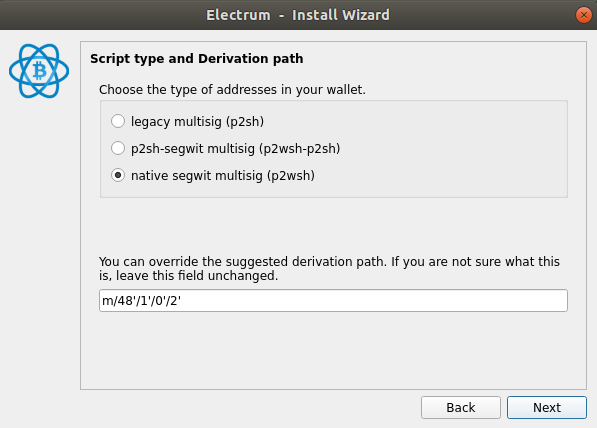 Electrum - Install Wizard
Script type and Derivation path
Choose the type of addresses in your wallet.
legacy multisig (p2sh)
p2sh-segwit multisig (p2wsh-p2sh)
native segwit multisig (p2wsh)
You can override the suggested derivation path. If you are not sure what this
is, leave this field unchanged.
m/48'/1'/0'/2'
Back
Next